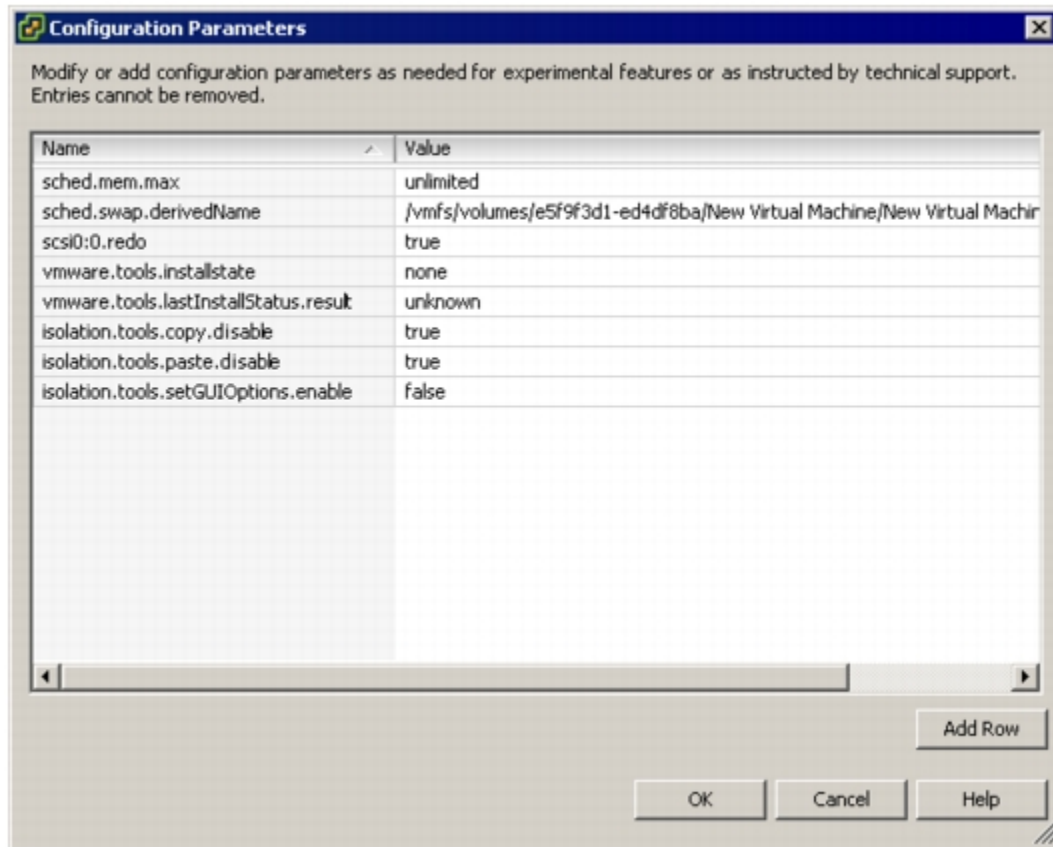 Configuration Parameters
Modify or add configuration parameters as needed for experimental features or as instructed by technical support.
Entries cannot be removed.
Name Value
sched.mem.max unlimited
sched.swap.derivedName /vmfs/volumes/e5f9f3d1-ed4df8ba/New Virtual Machine/New Virtual Machin
scsi0:0.redo true
vmware.tools.installstate none
vmware.tools.lastInstallStatus.result unknown
isolation.tools.copy.disable true
isolation.tools.paste.disable true
isolation.tools.setGUIOptions.enable false
Add Row
OK Cancel Help